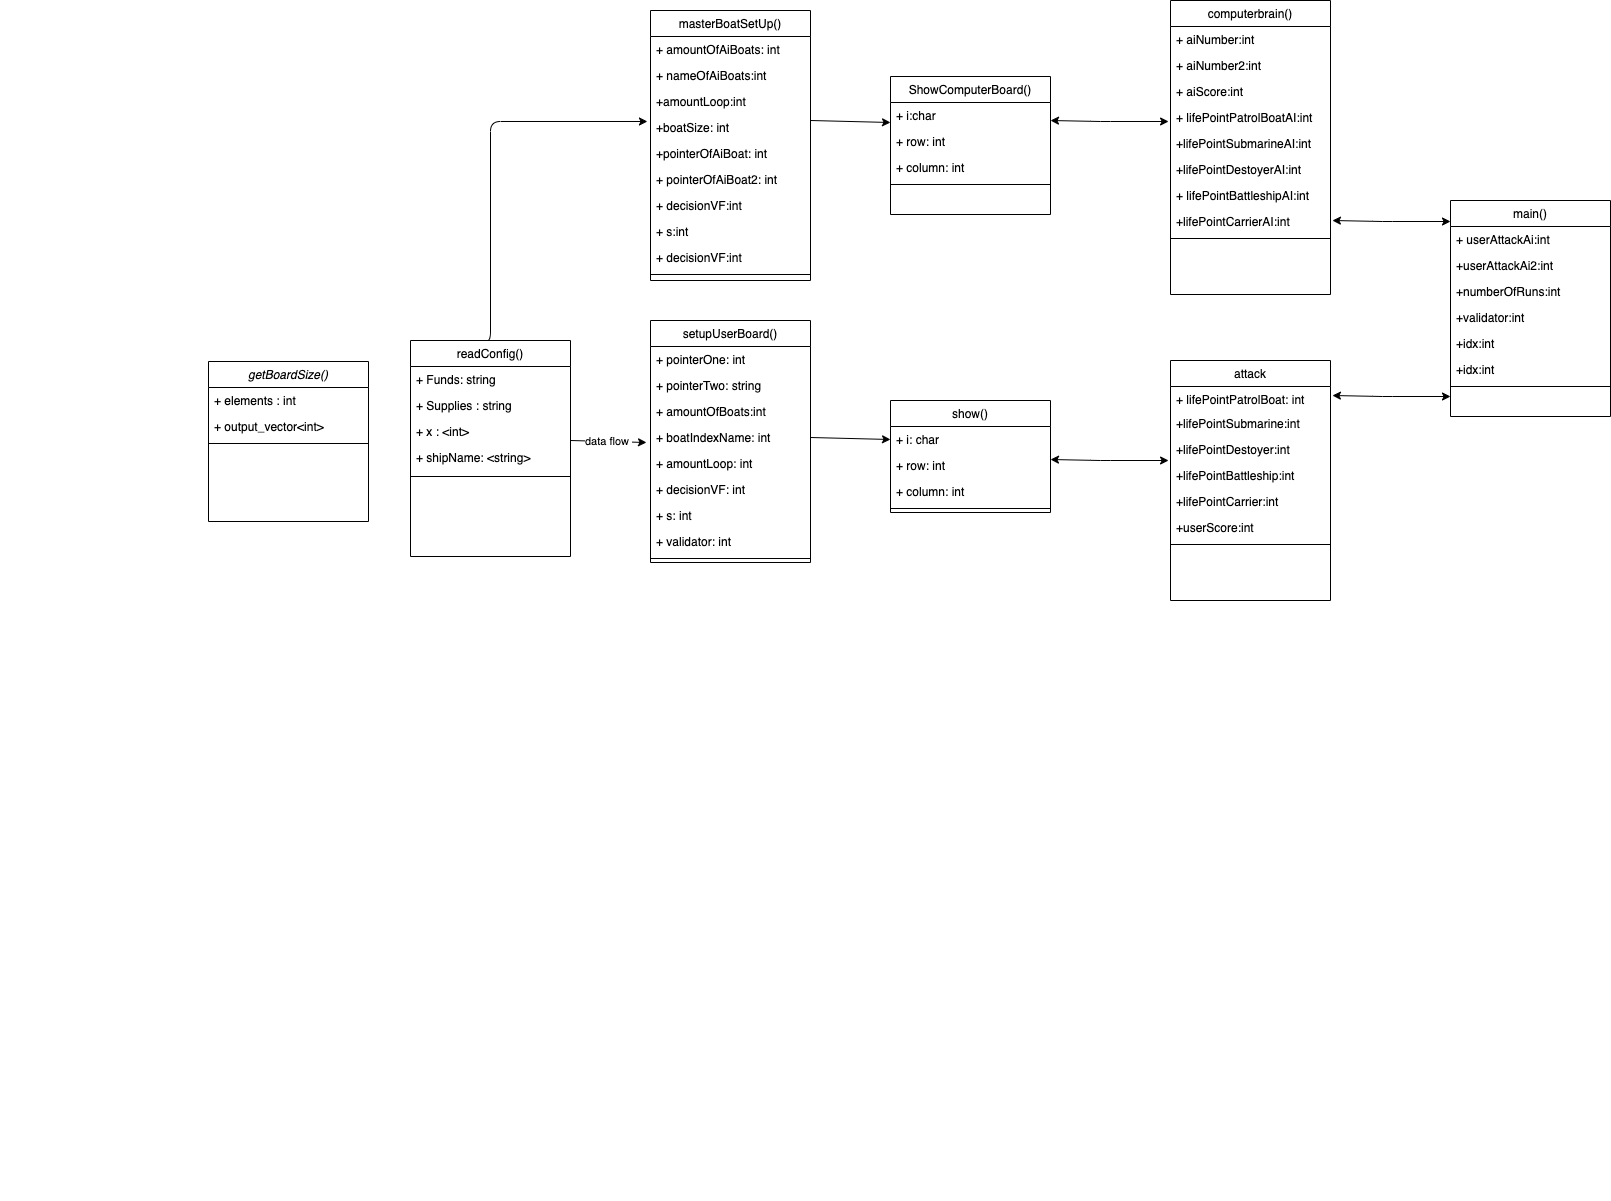 masterBoatSetUp()
+ amountOfAiBoats: int
+ nameOfAiBoats:int
+amountLoop:int
+boatSize: int
+pointerOfAiBoat: int
+ pointerOfAiBoat2: int
+ decisionVF:int
+ s:int
+ decisionVF:int
ShowComputerBoard()
+ i:char
+ row: int
+ column: int
computerbrain()
+ aiNumber:int
+ aiNumber2:int
+ aiScore:int
+ lifePointPatrolBoatAI:int
+lifePointSubmarineAI:int
+lifePointDestoyerAI:int
+ lifePointBattleshipAI:int
+lifePointCarrierAI:int
main()
+ userAttackAi:int
+userAttackAi2:int
+numberOfRuns:int
+validator:int
+idx:int
+idx:int
getBoardSize()
+ elements : int
+ output_vector<int>
readConfig()
+ Funds: string
+ Supplies : string
+ x : <int>
+ shipName: <string>
data flow
setupUserBoard()
+ pointerOne: int
+ pointerTwo: string
+ amountOfBoats:int
+ boatIndexName: int
+ amountLoop: int
+ decisionVF: int
+ s: int
+ validator: int
show()
+ i: char
+ row: int
+ column: int
attack
+ lifePointPatrolBoat: int
+lifePointSubmarine:int
+lifePointDestoyer:int
+lifePointBattleship:int
+lifePointCarrier:int
+userScore:int